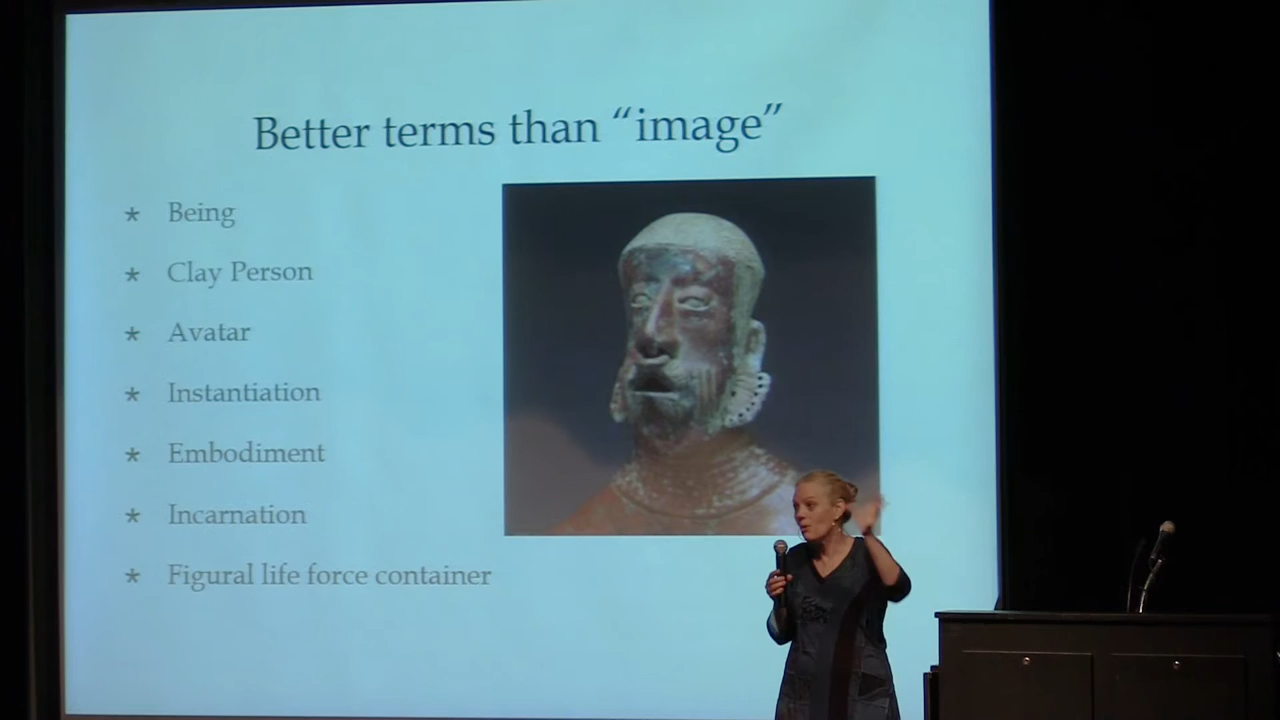 Better terms than “image”
* Being
* Clay Person
* Avatar
* Instantiation
* Embodiment
* Incarnation
* Figural life force container